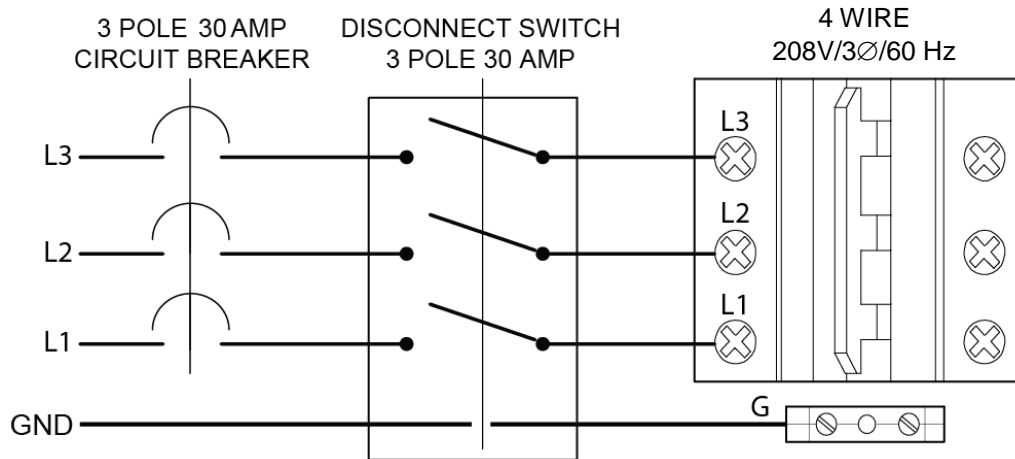 3 POLE 30 AMP
CIRCUIT BREAKER
DISCONNECT SWITCH
3 POLE 30 AMP
4 WIRE
208V/3∅/60 Hz
L3
L3
L2
L2
L1
L1
GND
G